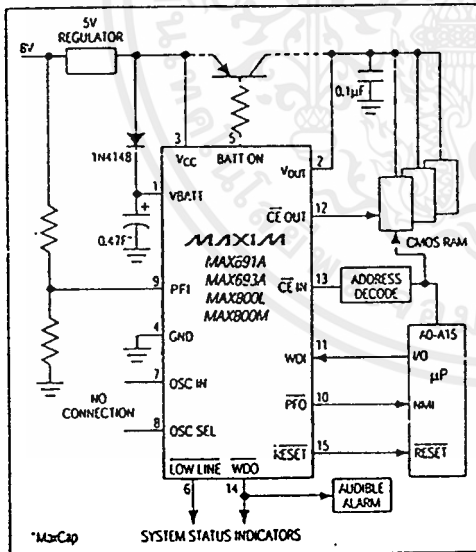 5V
REGULATOR
8V
0.1µF
3
5
VCC
BATT ON
2
VOUT
1N4148
1
VBATT
+
0.47F*
12
CE OUT
CMOS RAM
MAXIM
MAX691A
MAX693A
MAX800L
MAX800M
9
PFI
13
CE IN
ADDRESS
DECODE
4
GND
A0-A15
11
WDI
I/O
µP
7
OSC IN
NO
CONNECTION
PFO
10
NMI
8
OSC SEL
RESET
15
RESET
LOW LINE
WDO
6
14
AUDIBLE
ALARM
*MaxCap
SYSTEM STATUS INDICATORS